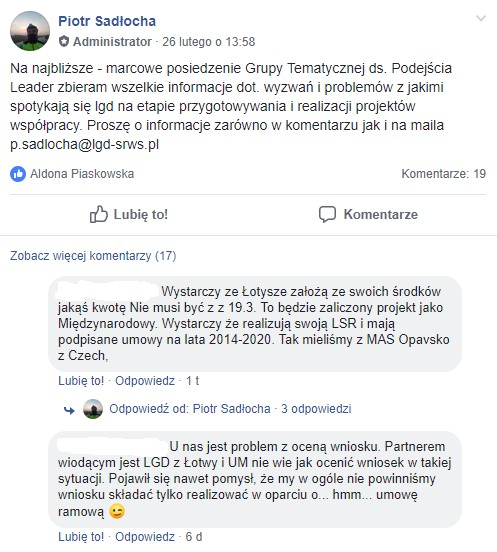 Piotr Sadłocha
Administrator · 26 lutego o 13:58
Na najbliższe - marcowe posiedzenie Grupy Tematycznej ds. Podejścia
Leader zbieram wszelkie informacje dot. wyzwań i problemów z jakimi
spotykają się lgd na etapie przygotowywania i realizacji projektów
współpracy. Proszę o informacje zarówno w komentarzu jak i na maila
p.sadlocha@lgd-srws.pl
Aldona Piaskowska
Komentarze: 19
Lubię to!
Komentarze
Zobacz więcej komentarzy (17)
Wystarczy ze Łotysze założą ze swoich środków
jakąś kwotę Nie musi być z z 19.3. To będzie zaliczony projekt jako
Międzynarodowy. Wystarczy że realizują swoją LSR i mają
podpisane umowy na lata 2014-2020. Tak mieliśmy z MAS Opavsko
z Czech,
Lubię to! · Odpowiedz · 1 t
Odpowiedź od: Piotr Sadłocha · 3 odpowiedzi
U nas jest problem z oceną wniosku. Partnerem
wiodącym jest LGD z Łotwy i UM nie wie jak ocenić wniosek w takiej
sytuacji. Pojawił się nawet pomysł, że my w ogóle nie powinniśmy
wniosku składać tylko realizować w oparciu o... hmm... umowę
ramową 😉
Lubię to! · Odpowiedz · 6 d